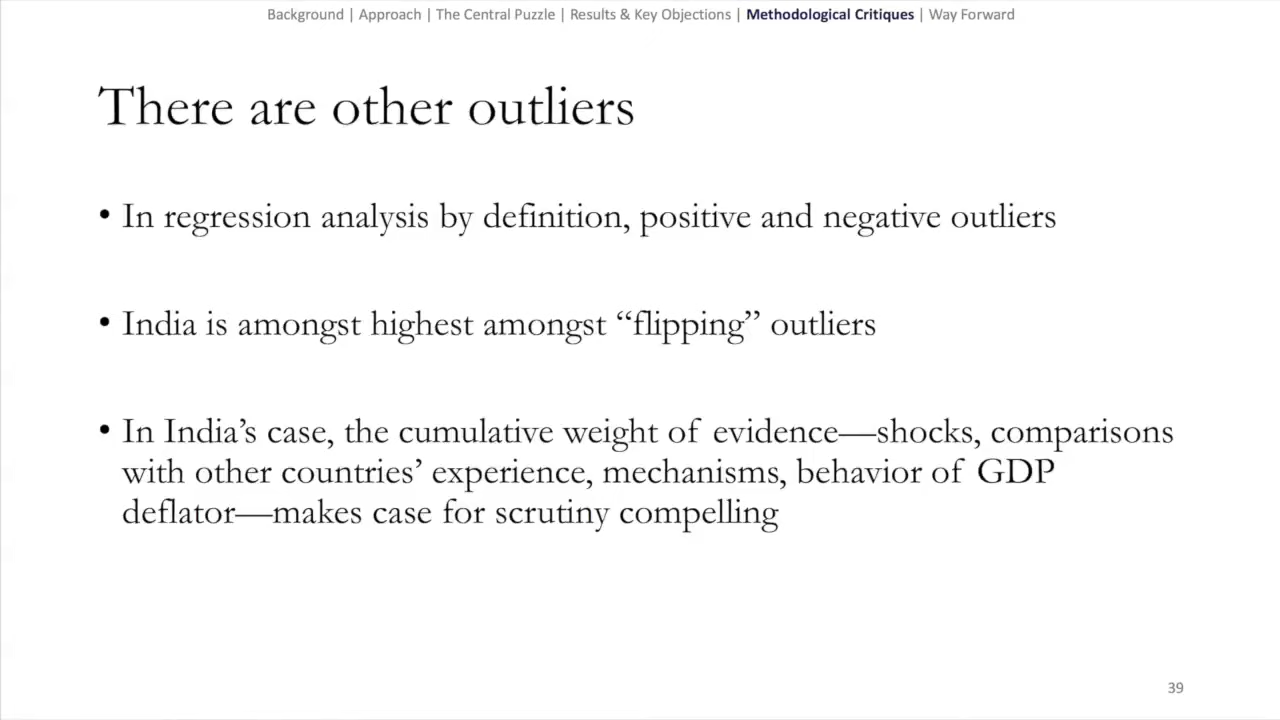 Background | Approach | The Central Puzzle | Results & Key Objections | Methodological Critiques | Way Forward
There are other outliers
• In regression analysis by definition, positive and negative outliers
• India is amongst highest amongst “flipping” outliers
• In India’s case, the cumulative weight of evidence—shocks, comparisons
with other countries’ experience, mechanisms, behavior of GDP
deflator—makes case for scrutiny compelling
39